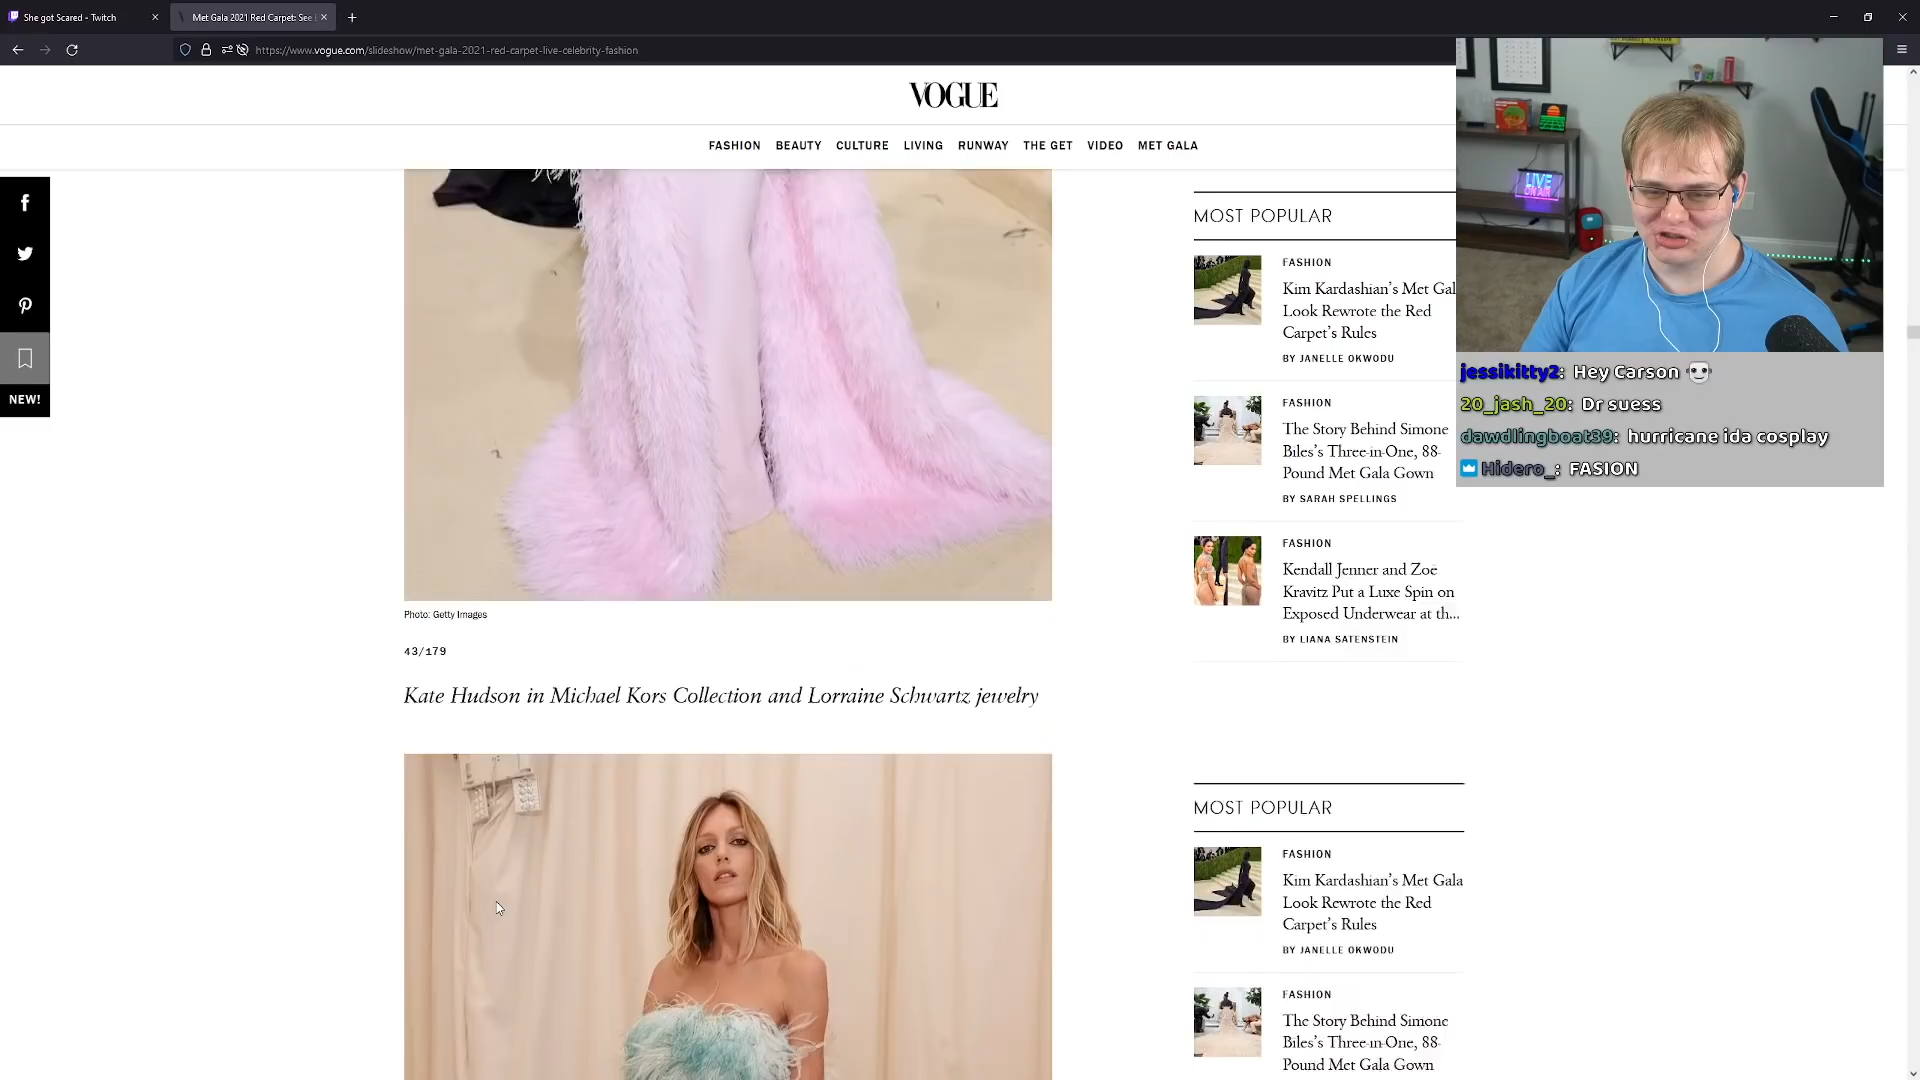 She got Scared - Twitch
Met Gala 2021 Red Carpet: See
https://www.vogue.com/slideshow/met-gala-2021-red-carpet-live-celebrity-fashion
VOGUE
FASHION BEAUTY CULTURE LIVING RUNWAY THE GET VIDEO MET GALA
NEW!
Photo: Getty Images
43/179
Kate Hudson in Michael Kors Collection and Lorraine Schwartz jewelry
MOST POPULAR
FASHION
Kim Kardashian's Met Gal
Look Rewrote the Red
Carpet's Rules
BY JANELLE OKWODU
FASHION
The Story Behind Simone
Biles's Three-in-One, 88-
Pound Met Gala Gown
BY SARAH SPELLINGS
FASHION
Kendall Jenner and Zoë
Kravitz Put a Luxe Spin on
Exposed Underwear at th...
BY LIANA SATENSTEIN
MOST POPULAR
FASHION
Kim Kardashian's Met Gala
Look Rewrote the Red
Carpet's Rules
BY JANELLE OKWODU
FASHION
The Story Behind Simone
Biles's Three-in-One, 88-
Pound Met Gala Gown
LIVE
ON AIR
jessikitty2: Hey Carson
20_jash_20: Dr suess
dawdlingboat39: hurricane ida cosplay
Hidero_: FASION